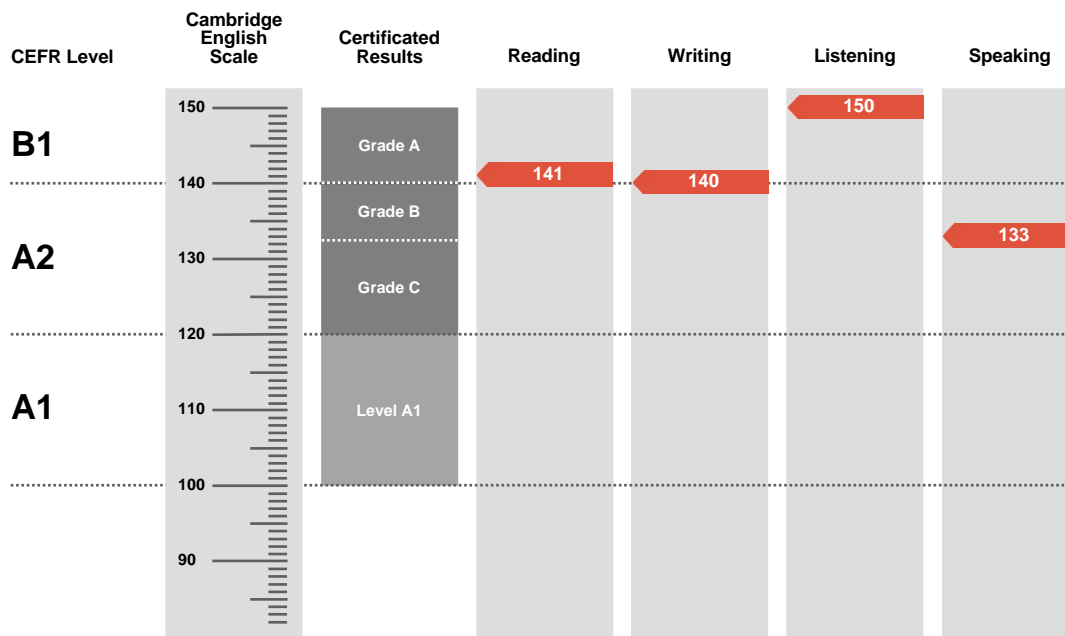 CEFR Level
Cambridge
English
Scale
Certificated
Results
Reading
Writing
Listening
Speaking
B1
A2
A1
150
140
130
120
110
100
90
Grade A
Grade B
Grade C
Level A1
141
140
150
133